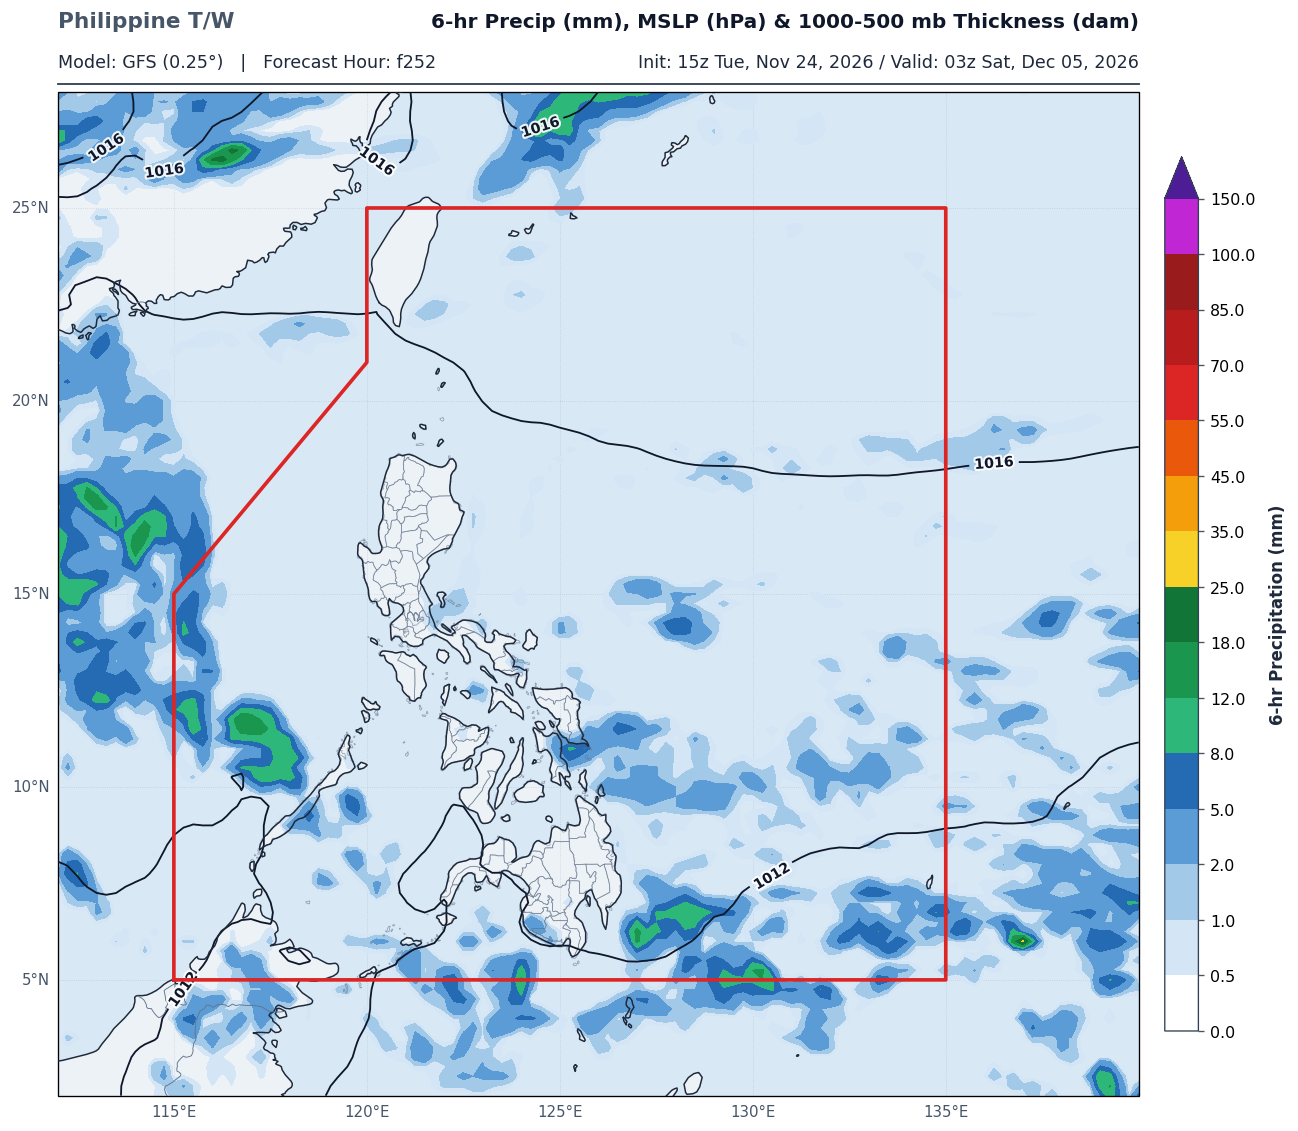 Philippine T/W
6-hr Precip (mm), MSLP (hPa) & 1000-500 mb Thickness (dam)
Model: GFS (0.25°) | Forecast Hour: f252
Init: 15z Tue, Nov 24, 2026 / Valid: 03z Sat, Dec 05, 2026
1016
1016
1016
1016
1016
1012
1012
25°N
20°N
15°N
10°N
5°N
115°E
120°E
125°E
130°E
135°E
150.0
100.0
85.0
70.0
55.0
45.0
35.0
25.0
18.0
12.0
8.0
5.0
2.0
1.0
0.5
0.0
6-hr Precipitation (mm)